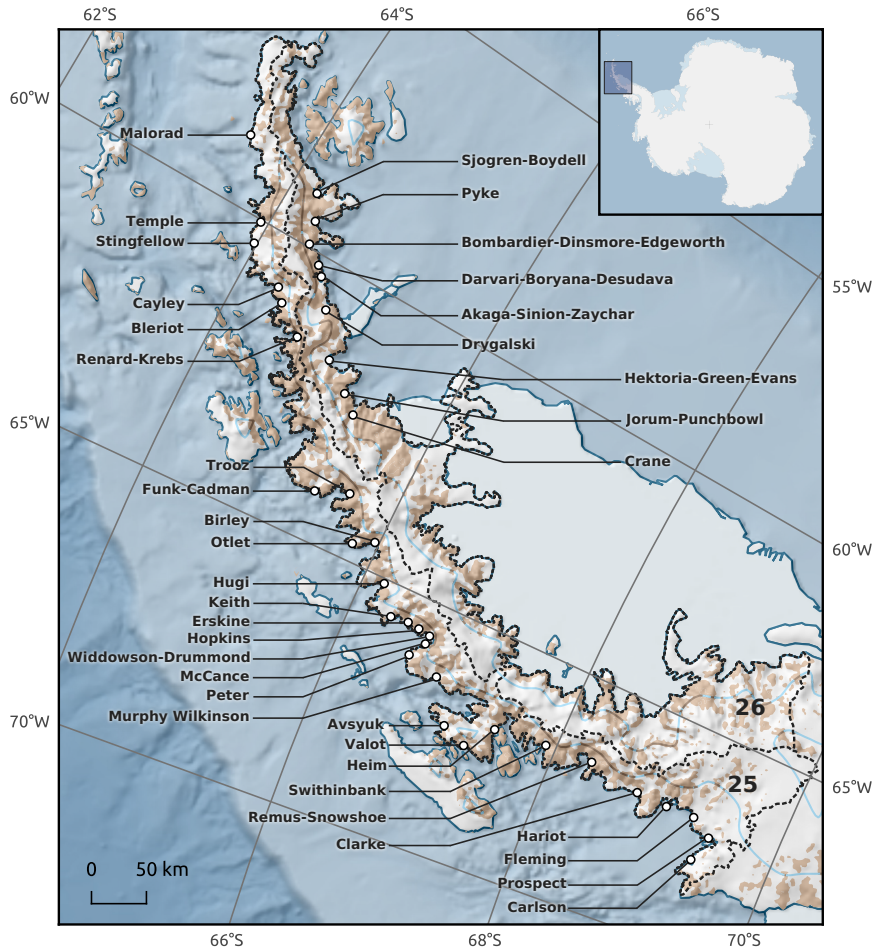 62°S
64°S
66°S
60°W
Malorad
Sjogren-Boydell
Pyke
Temple
Stingfellow
Bombardier-Dinsmore-Edgeworth
Darvari-Boryana-Desudava
55°W
Cayley
Akaga-Sinion-Zaychar
Bleriot
Drygalski
Renard-Krebs
Hektoria-Green-Evans
65°W
Jorum-Punchbowl
Crane
Trooz
Funk-Cadman
Birley
Otlet
60°W
Hugi
Keith
Erskine
Hopkins
Widdowson-Drummond
McCance
Peter
26
Murphy Wilkinson
70°W
Avsyuk
Valot
Heim
25
65°W
Swithinbank
Remus-Snowshoe
Hariot
Clarke
Fleming
0 50 km
Prospect
Carlson
66°S
68°S
70°S